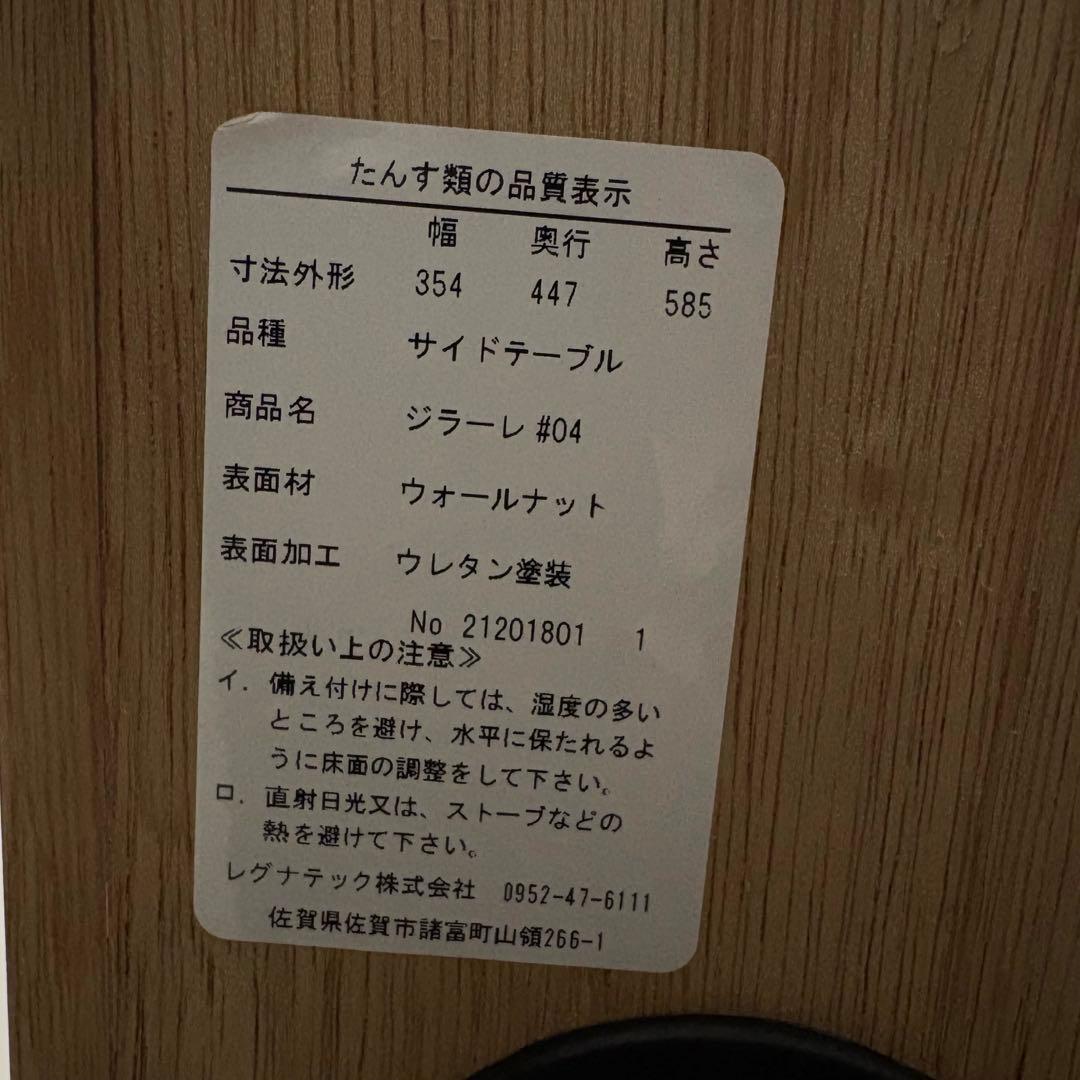 たんす類の品質表示
幅 奥行 高さ
寸法外形 354 447 585
品種 サイドテーブル
商品名 ジラーレ #04
表面材 ウォールナット
表面加工 ウレタン塗装
No 21201801 1
≪取扱い上の注意≫
イ. 備え付けに際しては、湿度の多い
ところを避け、水平に保たれるよ
うに床面の調整をして下さい。
ロ. 直射日光又は、ストーブなどの
熱を避けて下さい。
レグナテック株式会社 0952-47-6111
佐賀県佐賀市諸富町山領266-1